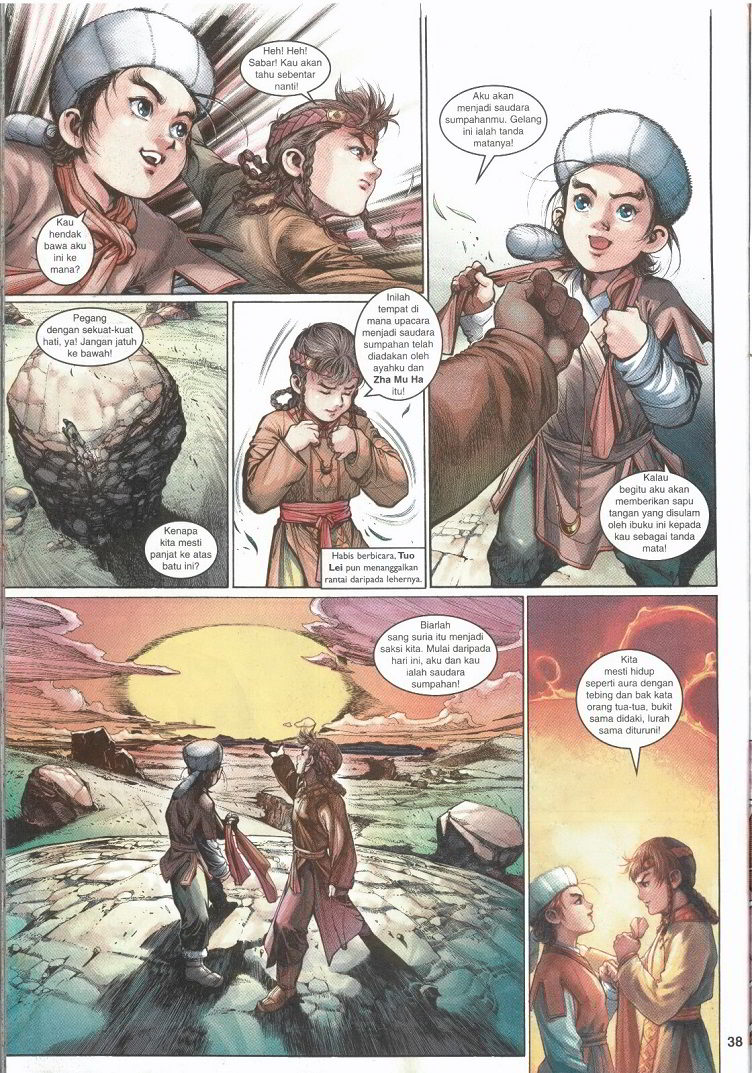 Kau
hendak
bawa aku
ini ke
mana?
Heh! Heh!
Sabar! Kau akan
tahu sebentar
nanti!
Pegang
dengan sekuat-kuat
hati, ya! Jangan jatuh
ke bawah!
Kenapa
kita mesti
panjat ke atas
batu ini?
Inilah
tempat di
mana upacara
menjadi saudara
sumpahan telah
diadakan oleh
ayahku dan
Zha Mu Ha
itu!
Habis berbicara, Tuo
Lei pun menanggalkan
rantai daripada lehernya.
Aku akan
menjadi saudara
sumpahanmu. Gelang
ini ialah tanda
matanya!
Kalau
begitu aku akan
memberikan sapu
tangan yang disulam
oleh ibuku ini kepada
kau sebagai tanda
mata!
Biarlah
sang suria itu menjadi
saksi kita. Mulai daripada
hari ini, aku dan kau
ialah saudara
sumpahan!
Kita
mesti hidup
seperti aura dengan
tebing dan bak kata
orang tua-tua, bukit
sama didaki, lurah
sama dituruni!
38